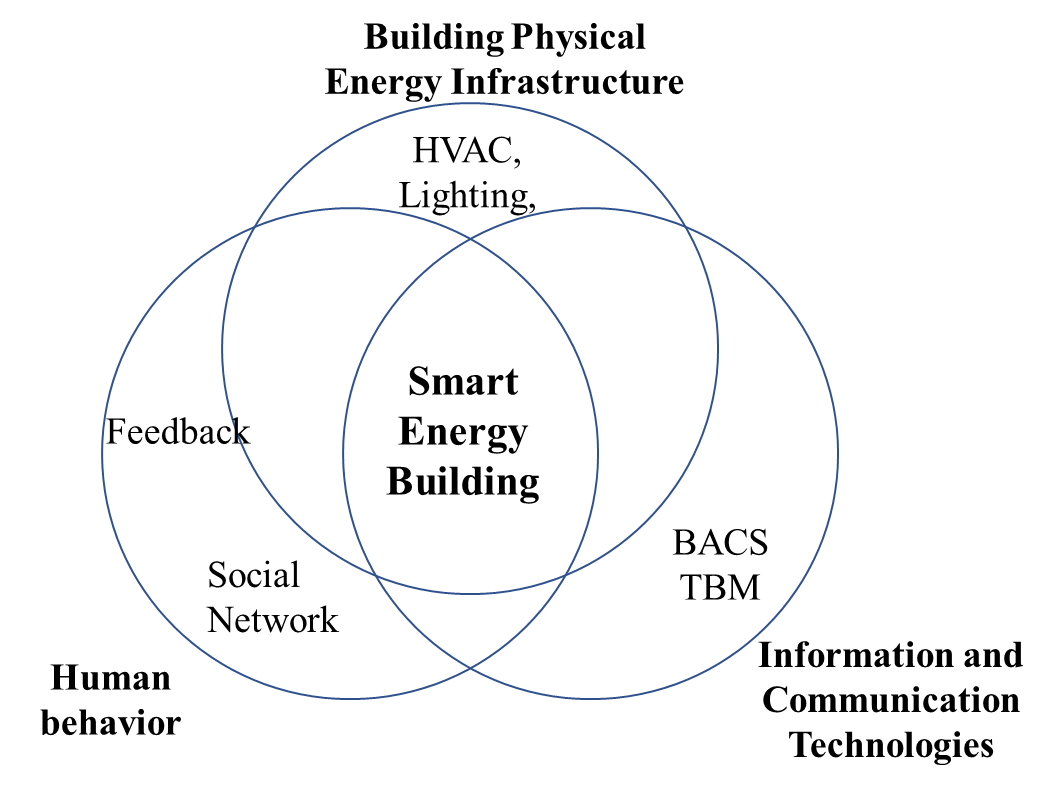 Building Physical
Energy Infrastructure
HVAC,
Lighting,
Smart
Energy
Building
Feedback
Social
Network
BACS
TBM
Human
behavior
Information and
Communication
Technologies